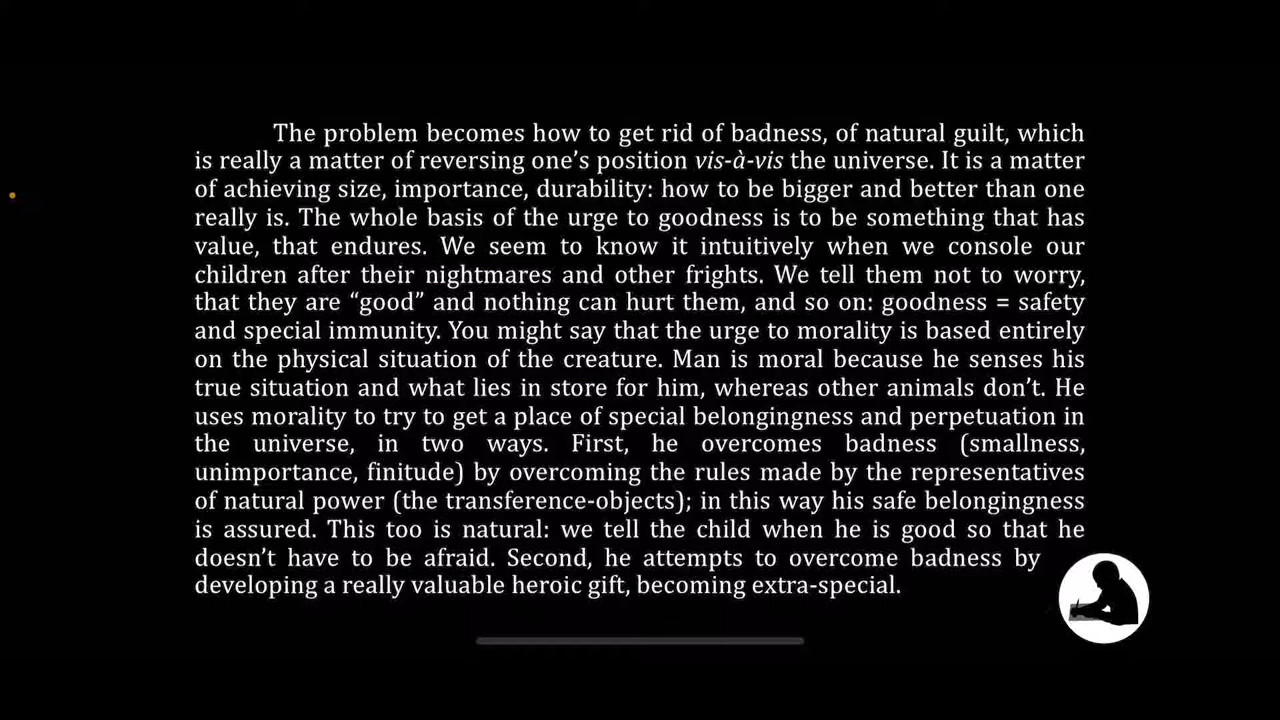 The problem becomes how to get rid of badness, of natural guilt, which
is really a matter of reversing one’s position vis-à-vis the universe. It is a matter
of achieving size, importance, durability: how to be bigger and better than one
really is. The whole basis of the urge to goodness is to be something that has
value, that endures. We seem to know it intuitively when we console our
children after their nightmares and other frights. We tell them not to worry,
that they are “good” and nothing can hurt them, and so on: goodness = safety
and special immunity. You might say that the urge to morality is based entirely
on the physical situation of the creature. Man is moral because he senses his
true situation and what lies in store for him, whereas other animals don’t. He
uses morality to try to get a place of special belongingness and perpetuation in
the universe, in two ways. First, he overcomes badness (smallness,
unimportance, finitude) by overcoming the rules made by the representatives
of natural power (the transference-objects); in this way his safe belongingness
is assured. This too is natural: we tell the child when he is good so that he
doesn’t have to be afraid. Second, he attempts to overcome badness by
developing a really valuable heroic gift, becoming extra-special.